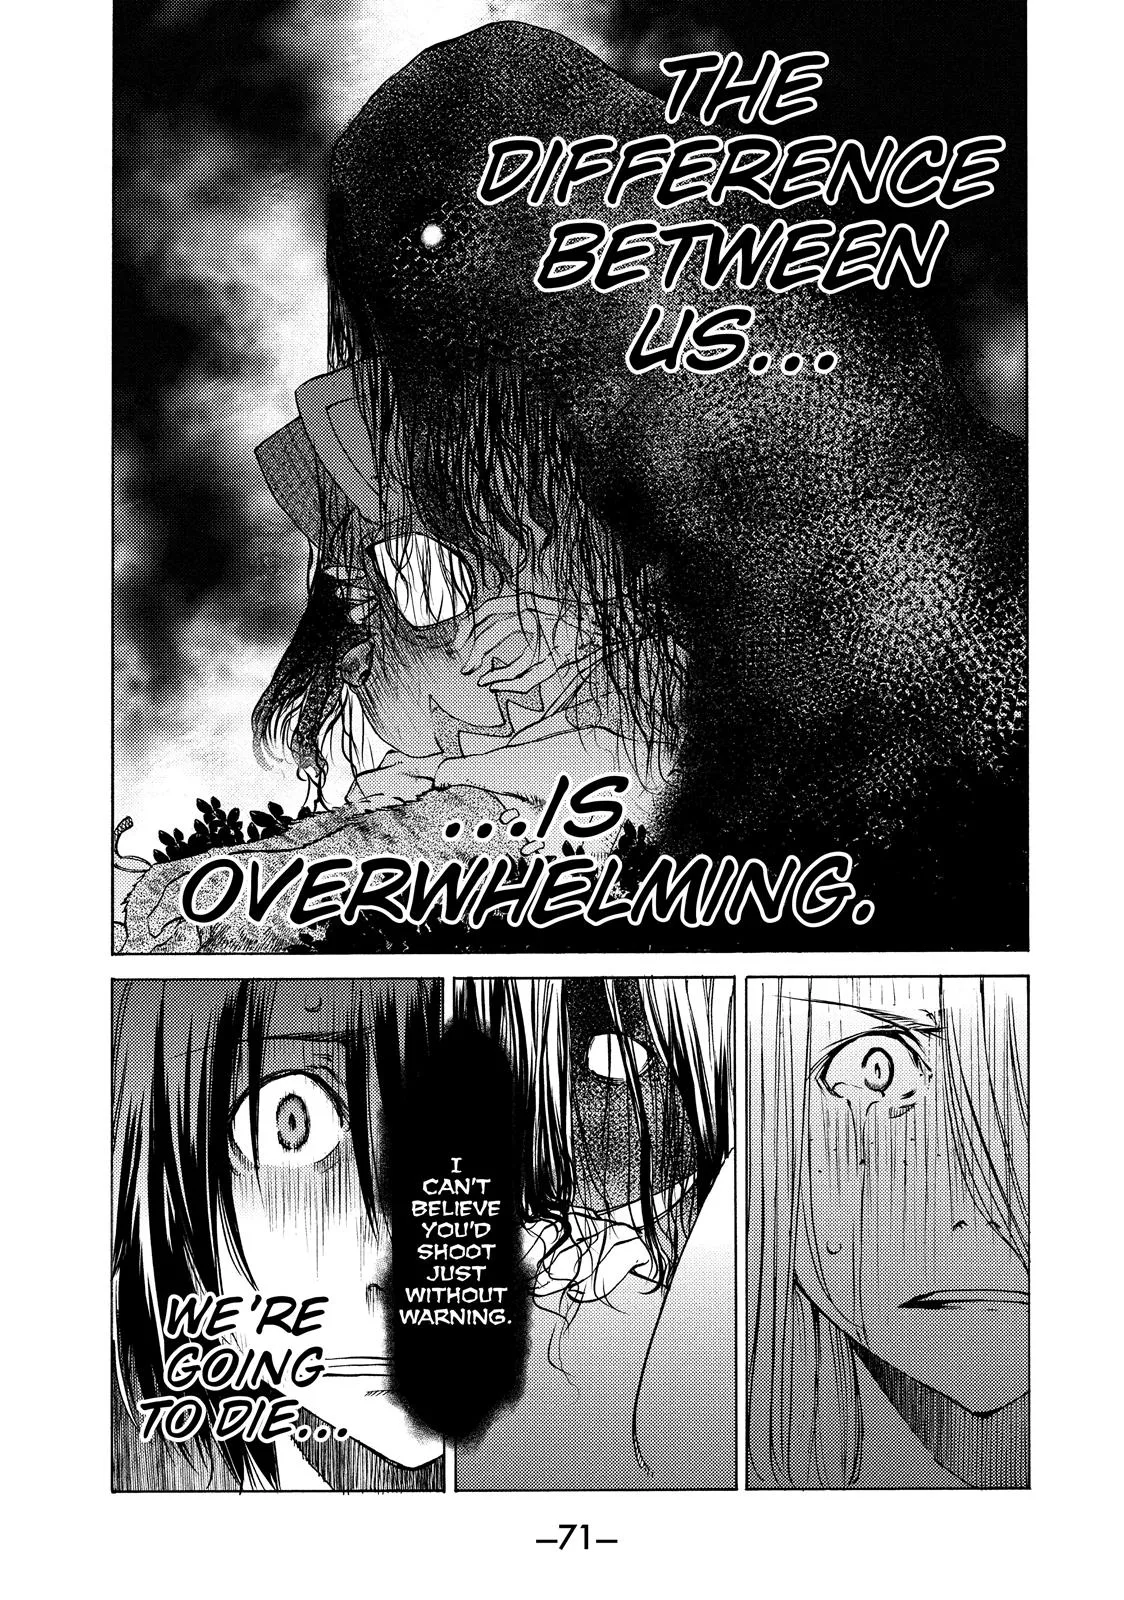 THE
DIFFERENCE
BETWEEN
US...
...IS
OVERWHELMING.
I
CAN'T
BELIEVE
YOU'D
SHOOT
JUST
WITHOUT
WARNING.
WE'RE
GOING
TO DIE...
—71—